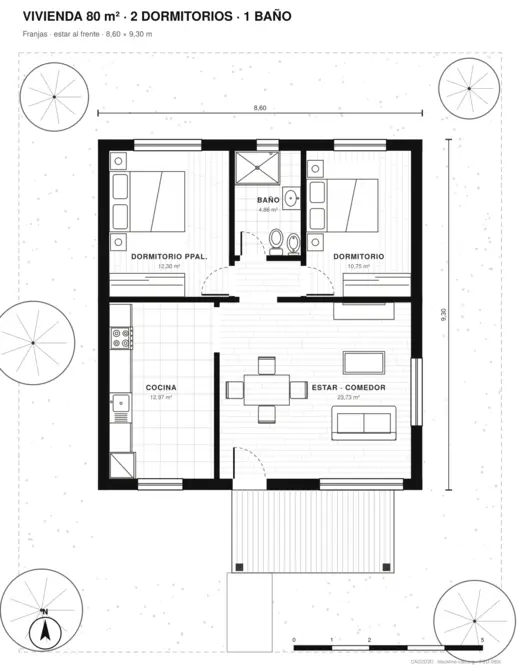 VIVIENDA 80 m² · 2 DORMITORIOS · 1 BAÑO
Franjas · estar al frente · 8,60 × 9,30 m
8,60
BAÑO
4,86 m²
DORMITORIO PPAL.
12,30 m²
DORMITORIO
10,75 m²
9,30
COCINA
12,97 m²
ESTAR · COMEDOR
23,73 m²
N
0
1
2
5